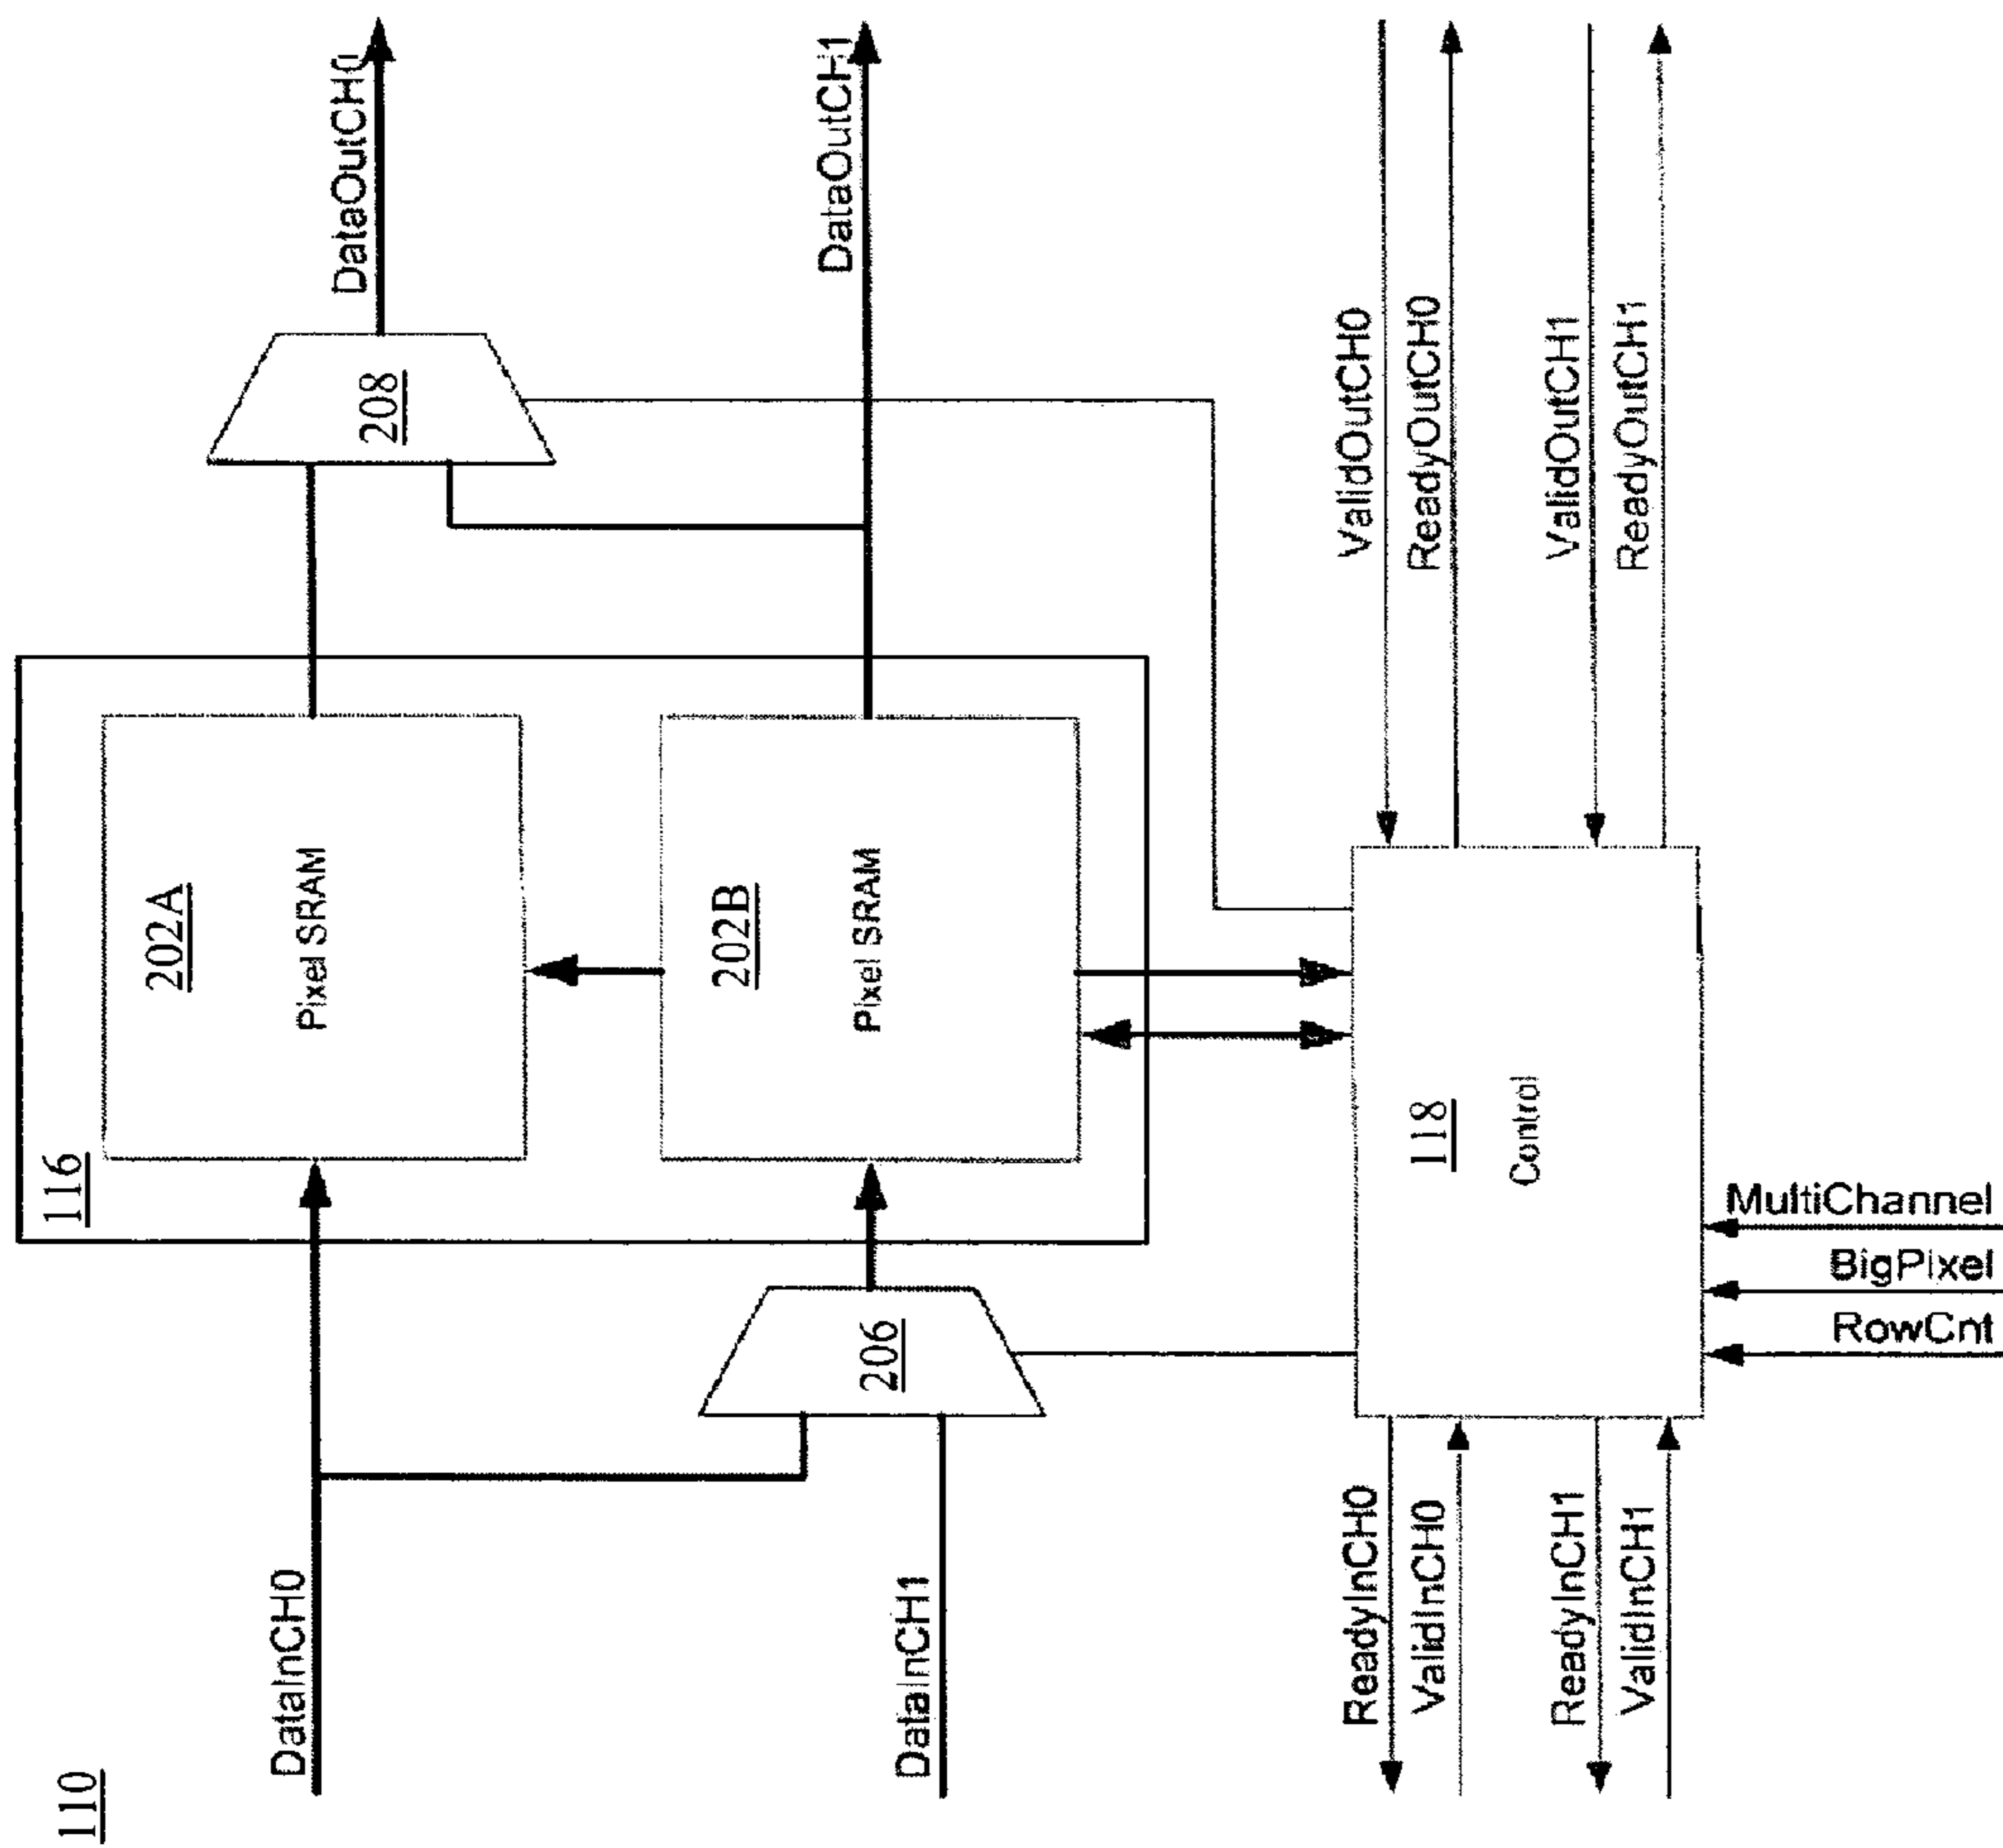 110
DataInCH0
DataInCH1
116
202A
Pixel SRAM
202B
Pixel SRAM
206
208
DataOutCH0
DataOutCH1
118
Control
ReadyInCH0
ValidInCH0
ReadyInCH1
ValidInCH1
ValidOutCH0
ReadyOutCH0
ValidOutCH1
ReadyOutCH1
MultiChannel
BigPixel
RowCnt